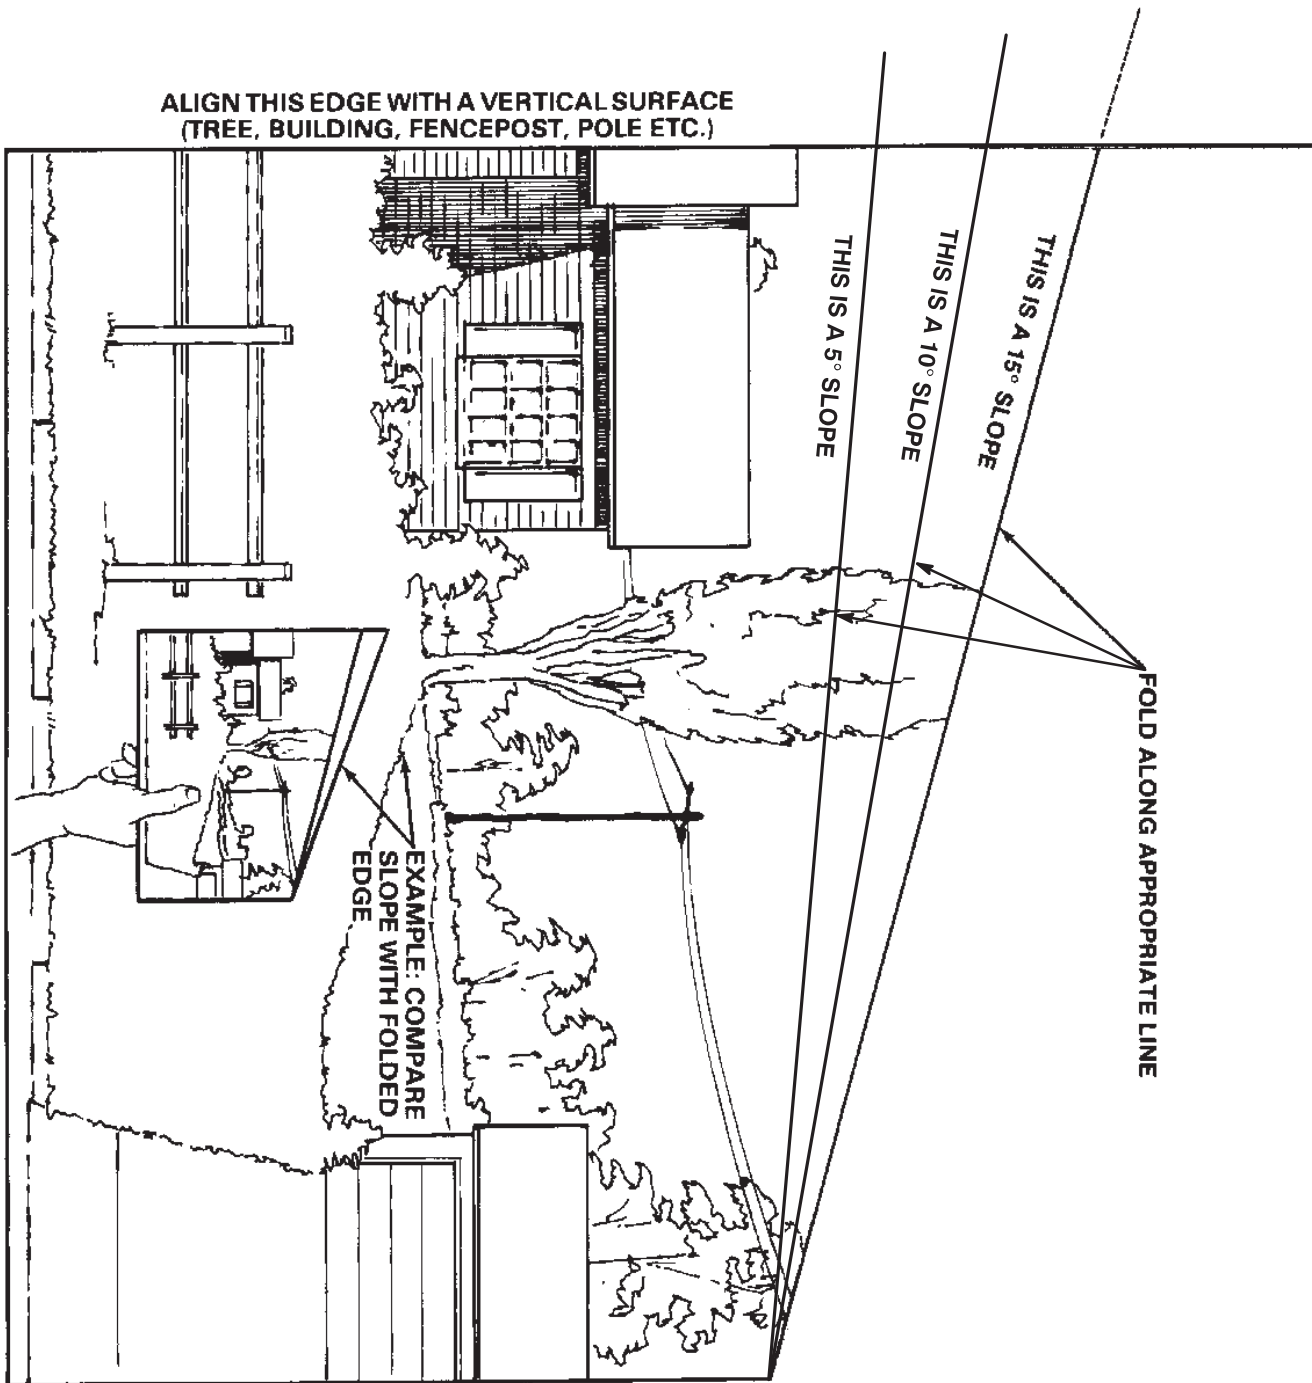 ALIGN THIS EDGE WITH A VERTICAL SURFACE
(TREE, BUILDING, FENCEPOST, POLE ETC.)
THIS IS A 5° SLOPE
THIS IS A 10° SLOPE
THIS IS A 15° SLOPE
FOLD ALONG APPROPRIATE LINE
EXAMPLE: COMPARE
SLOPE WITH FOLDED
EDGE